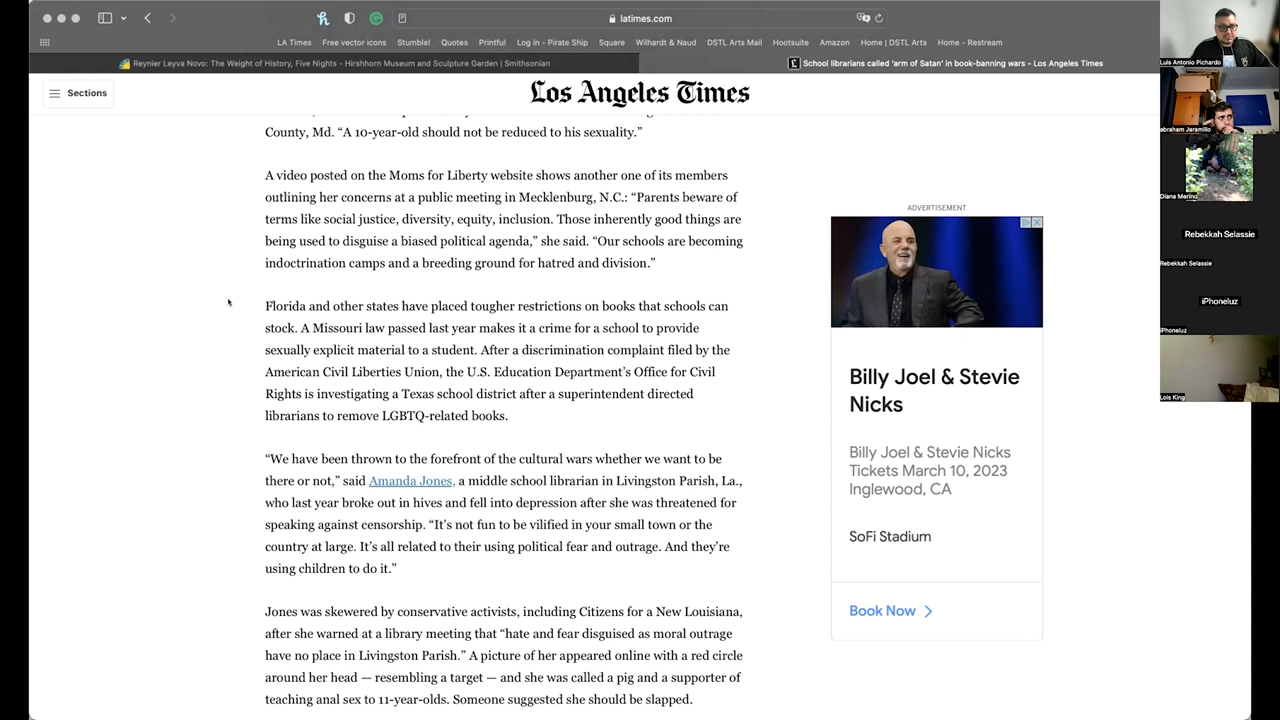 latimes.com
LA Times
Free vector icons
Stumble!
Quotes
Printful
Log in - Pirate Ship
Square
Wilhardt & Naud
DSTL Arts Mail
Hootsuite
Amazon
Home | DSTL Arts
Home - Restream
Reynier Leyva Novo: The Weight of History, Five Nights - Hirshhorn Museum and Sculpture Garden | Smithsonian
School librarians called 'arm of Satan' in book-banning wars - Los Angeles Times
Sections
Los Angeles Times
County, Md. “A 10-year-old should not be reduced to his sexuality.”
A video posted on the Moms for Liberty website shows another one of its members
outlining her concerns at a public meeting in Mecklenburg, N.C.: “Parents beware of
terms like social justice, diversity, equity, inclusion. Those inherently good things are
being used to disguise a biased political agenda,” she said. “Our schools are becoming
indoctrination camps and a breeding ground for hatred and division.”
Florida and other states have placed tougher restrictions on books that schools can
stock. A Missouri law passed last year makes it a crime for a school to provide
sexually explicit material to a student. After a discrimination complaint filed by the
American Civil Liberties Union, the U.S. Education Department’s Office for Civil
Rights is investigating a Texas school district after a superintendent directed
librarians to remove LGBTQ-related books.
“We have been thrown to the forefront of the cultural wars whether we want to be
there or not,” said Amanda Jones, a middle school librarian in Livingston Parish, La.,
who last year broke out in hives and fell into depression after she was threatened for
speaking against censorship. “It’s not fun to be vilified in your small town or the
country at large. It’s all related to their using political fear and outrage. And they’re
using children to do it.”
Jones was skewered by conservative activists, including Citizens for a New Louisiana,
after she warned at a library meeting that “hate and fear disguised as moral outrage
have no place in Livingston Parish.” A picture of her appeared online with a red circle
around her head — resembling a target — and she was called a pig and a supporter of
teaching anal sex to 11-year-olds. Someone suggested she should be slapped.
ADVERTISEMENT
Billy Joel & Stevie
Nicks
Billy Joel & Stevie Nicks
Tickets March 10, 2023
Inglewood, CA
SoFi Stadium
Book Now
Luis Antonio Pichardo
abraham Jaramillo
Diana Merino
Rebekkah Selassie
Rebekkah Selassie
iPhoneluz
iPhoneluz
Lois King